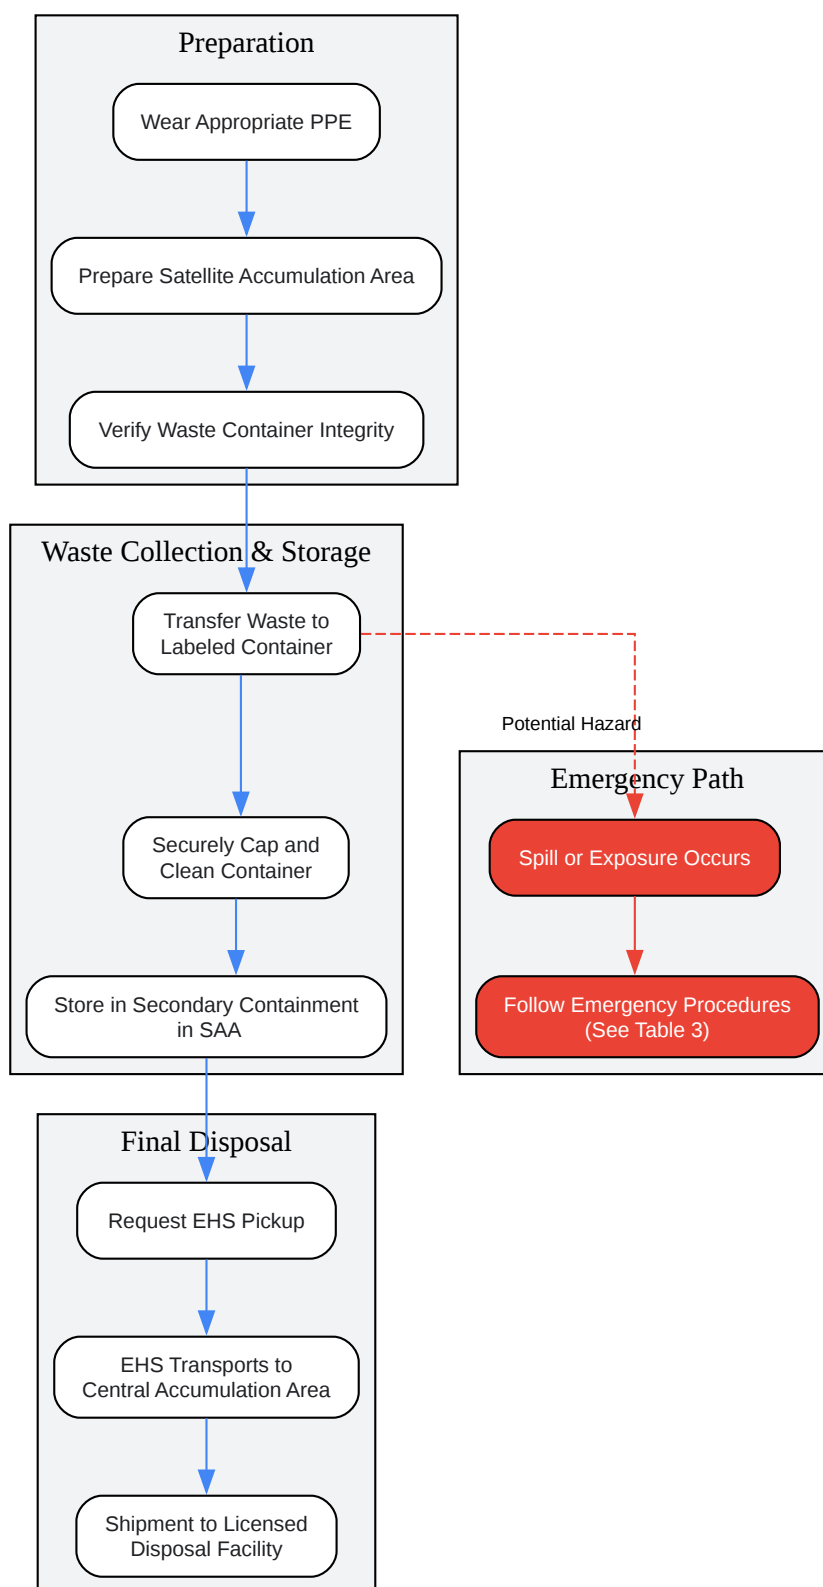 Preparation
Wear Appropriate PPE
Prepare Satellite Accumulation Area
Verify Waste Container Integrity
Waste Collection & Storage
Transfer Waste to
Labeled Container
Potential Hazard
Emergency Path
Securely Cap and
Clean Container
Spill or Exposure Occurs
Store in Secondary Containment
in SAA
Follow Emergency Procedures
(See Table 3)
Final Disposal
Request EHS Pickup
EHS Transports to
Central Accumulation Area
Shipment to Licensed
Disposal Facility